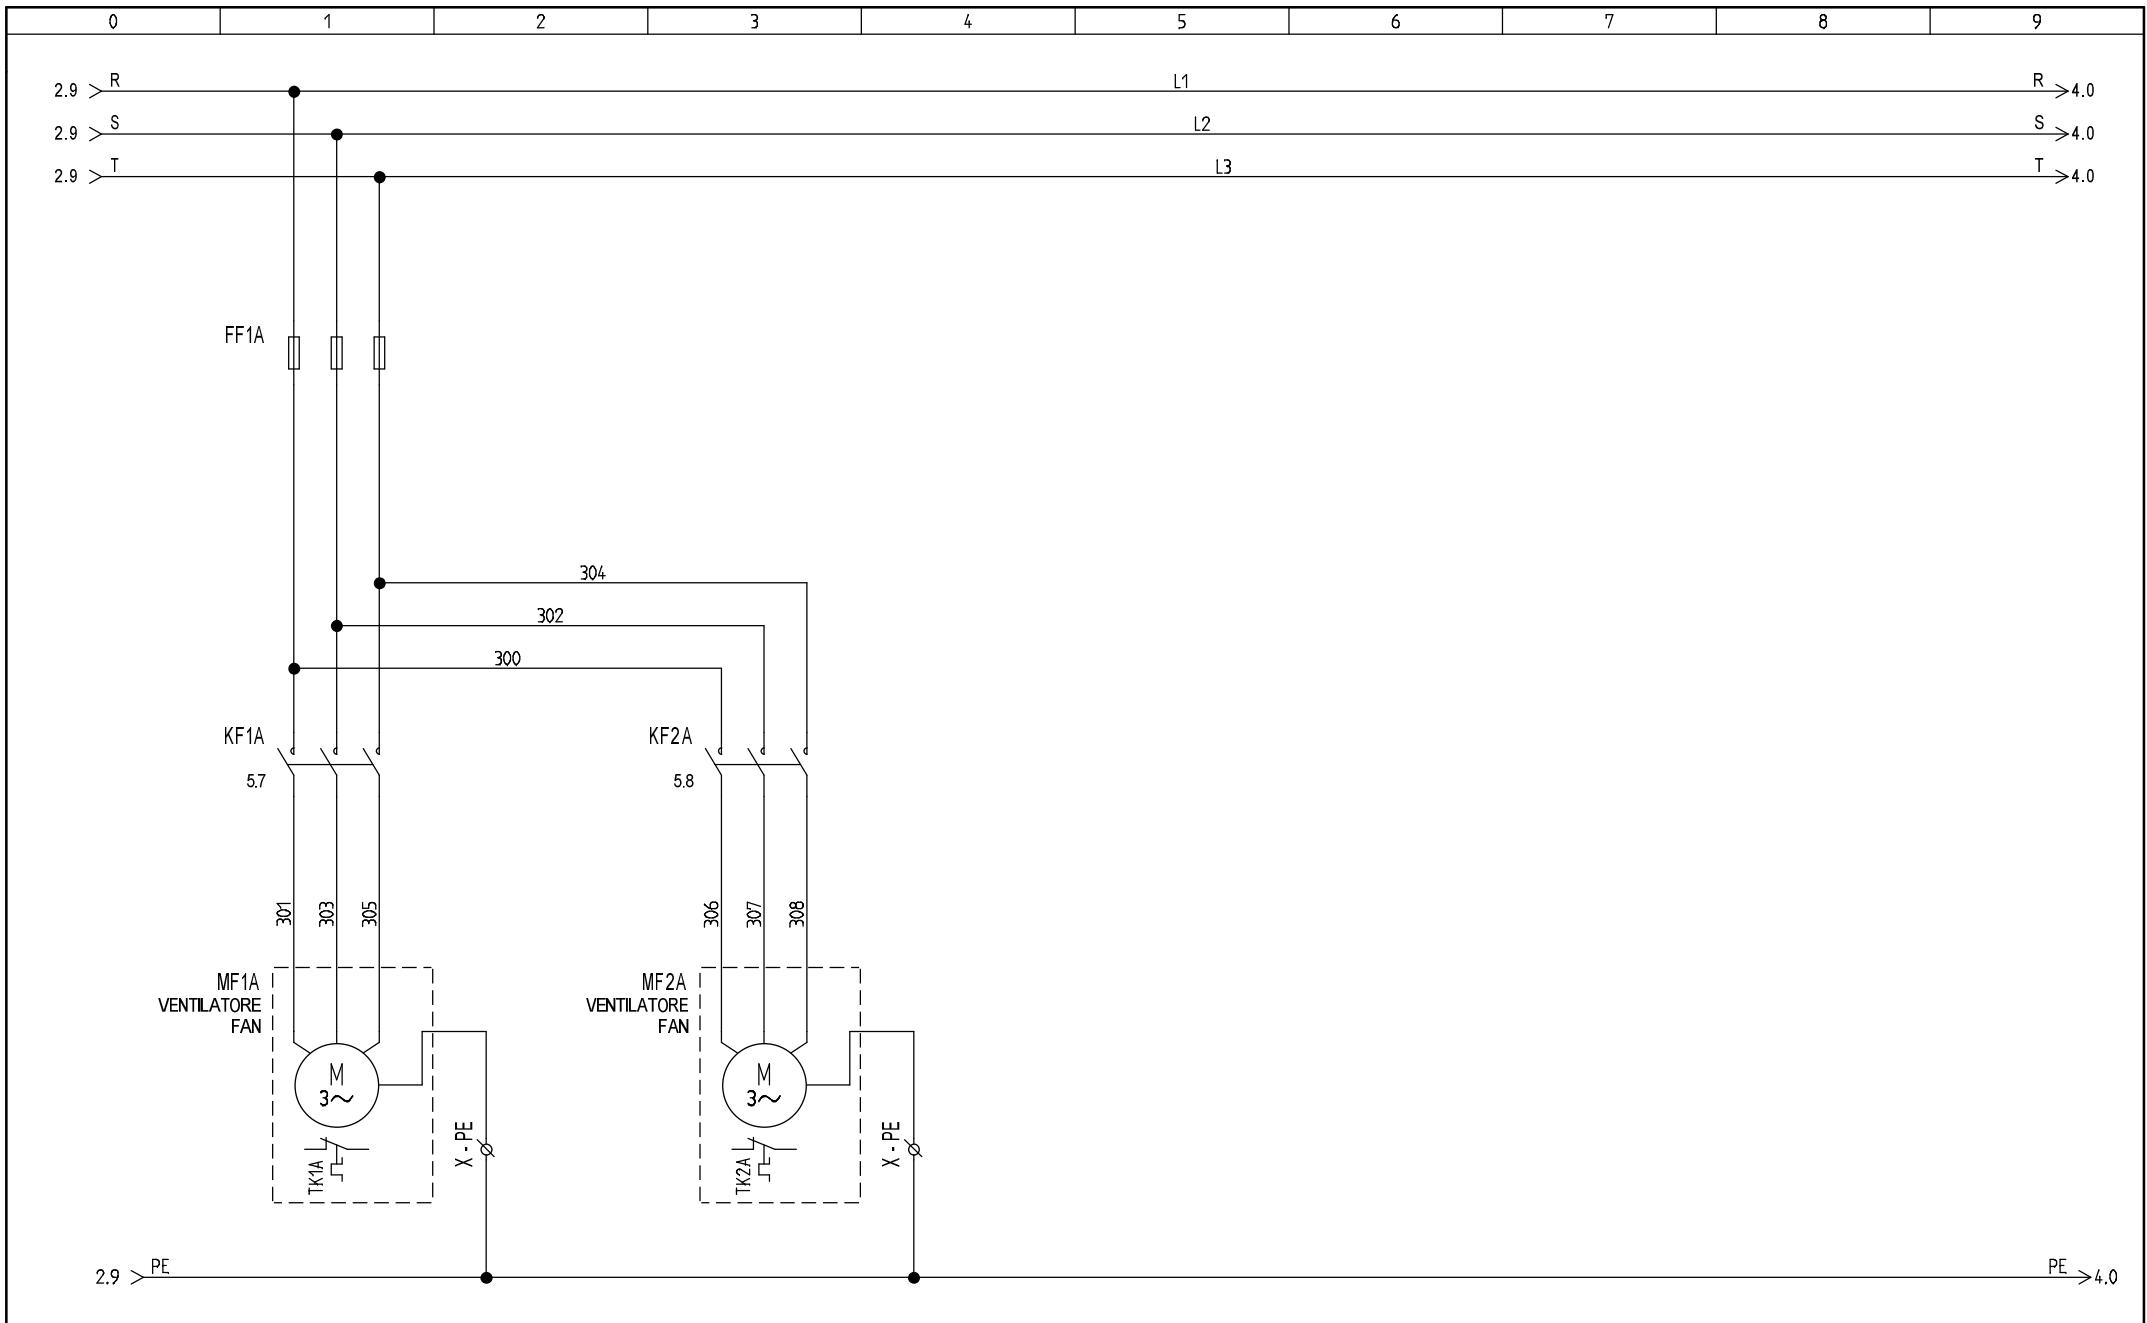 0 1 2 3 4 5 6 7 8 9
2.9 R L1 R 4.0
2.9 S L2 S 4.0
2.9 T L3 T 4.0
FF1A
304
302
300
KF1A KF2A
5.7 5.8
301 303 305 306 307 308
MF1A MF2A
VENTILATORE VENTILATORE
FAN FAN
M M
3~ 3~
TK1A X - PE TK2A X - PE
2.9 PE PE 4.0